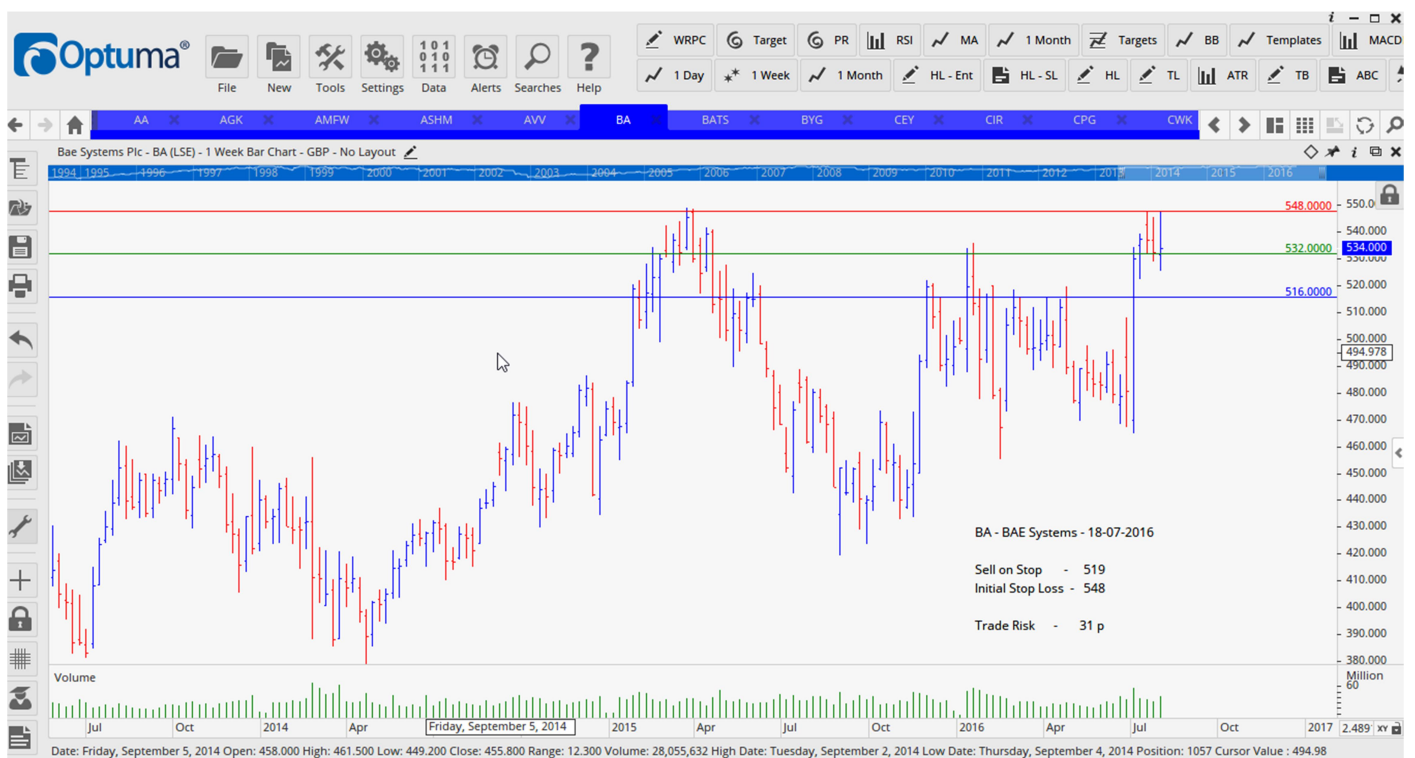 i
Optuma®
File New Tools Settings Data Alerts Searches Help
101
010
111
WRPC Target PR RSI MA 1 Month Targets BB Templates MACD
1 Day 1 Week 1 Month HL - Ent HL - SL HL TL ATR TB ABC
AA AGK AMFW ASHM AVV BA BATS BYG CEY CIR CPG CWK
Bae Systems Plc - BA (LSE) - 1 Week Bar Chart - GBP - No Layout
i
1994 1995 1996 1997 1998 1999 2000 2001 2002 2003 2004 2005 2006 2007 2008 2009 2010 2011 2012 2013 2014 2015 2016
548.0000
532.0000
516.0000
550.0
540.000
534.000
530.000
520.000
510.000
500.000
494.978
490.000
480.000
470.000
460.000
450.000
440.000
430.000
420.000
410.000
400.000
390.000
380.000
BA - BAE Systems - 18-07-2016
Sell on Stop - 519
Initial Stop Loss - 548
Trade Risk - 31 p
Volume
Million
60
Jul Oct 2014 Apr Friday, September 5, 2014 2015 Apr Jul Oct 2016 Apr Jul Oct 2017 2.489 XY
Date: Friday, September 5, 2014 Open: 458.000 High: 461.500 Low: 449.200 Close: 455.800 Range: 12.300 Volume: 28,055,632 High Date: Tuesday, September 2, 2014 Low Date: Thursday, September 4, 2014 Position: 1057 Cursor Value : 494.98